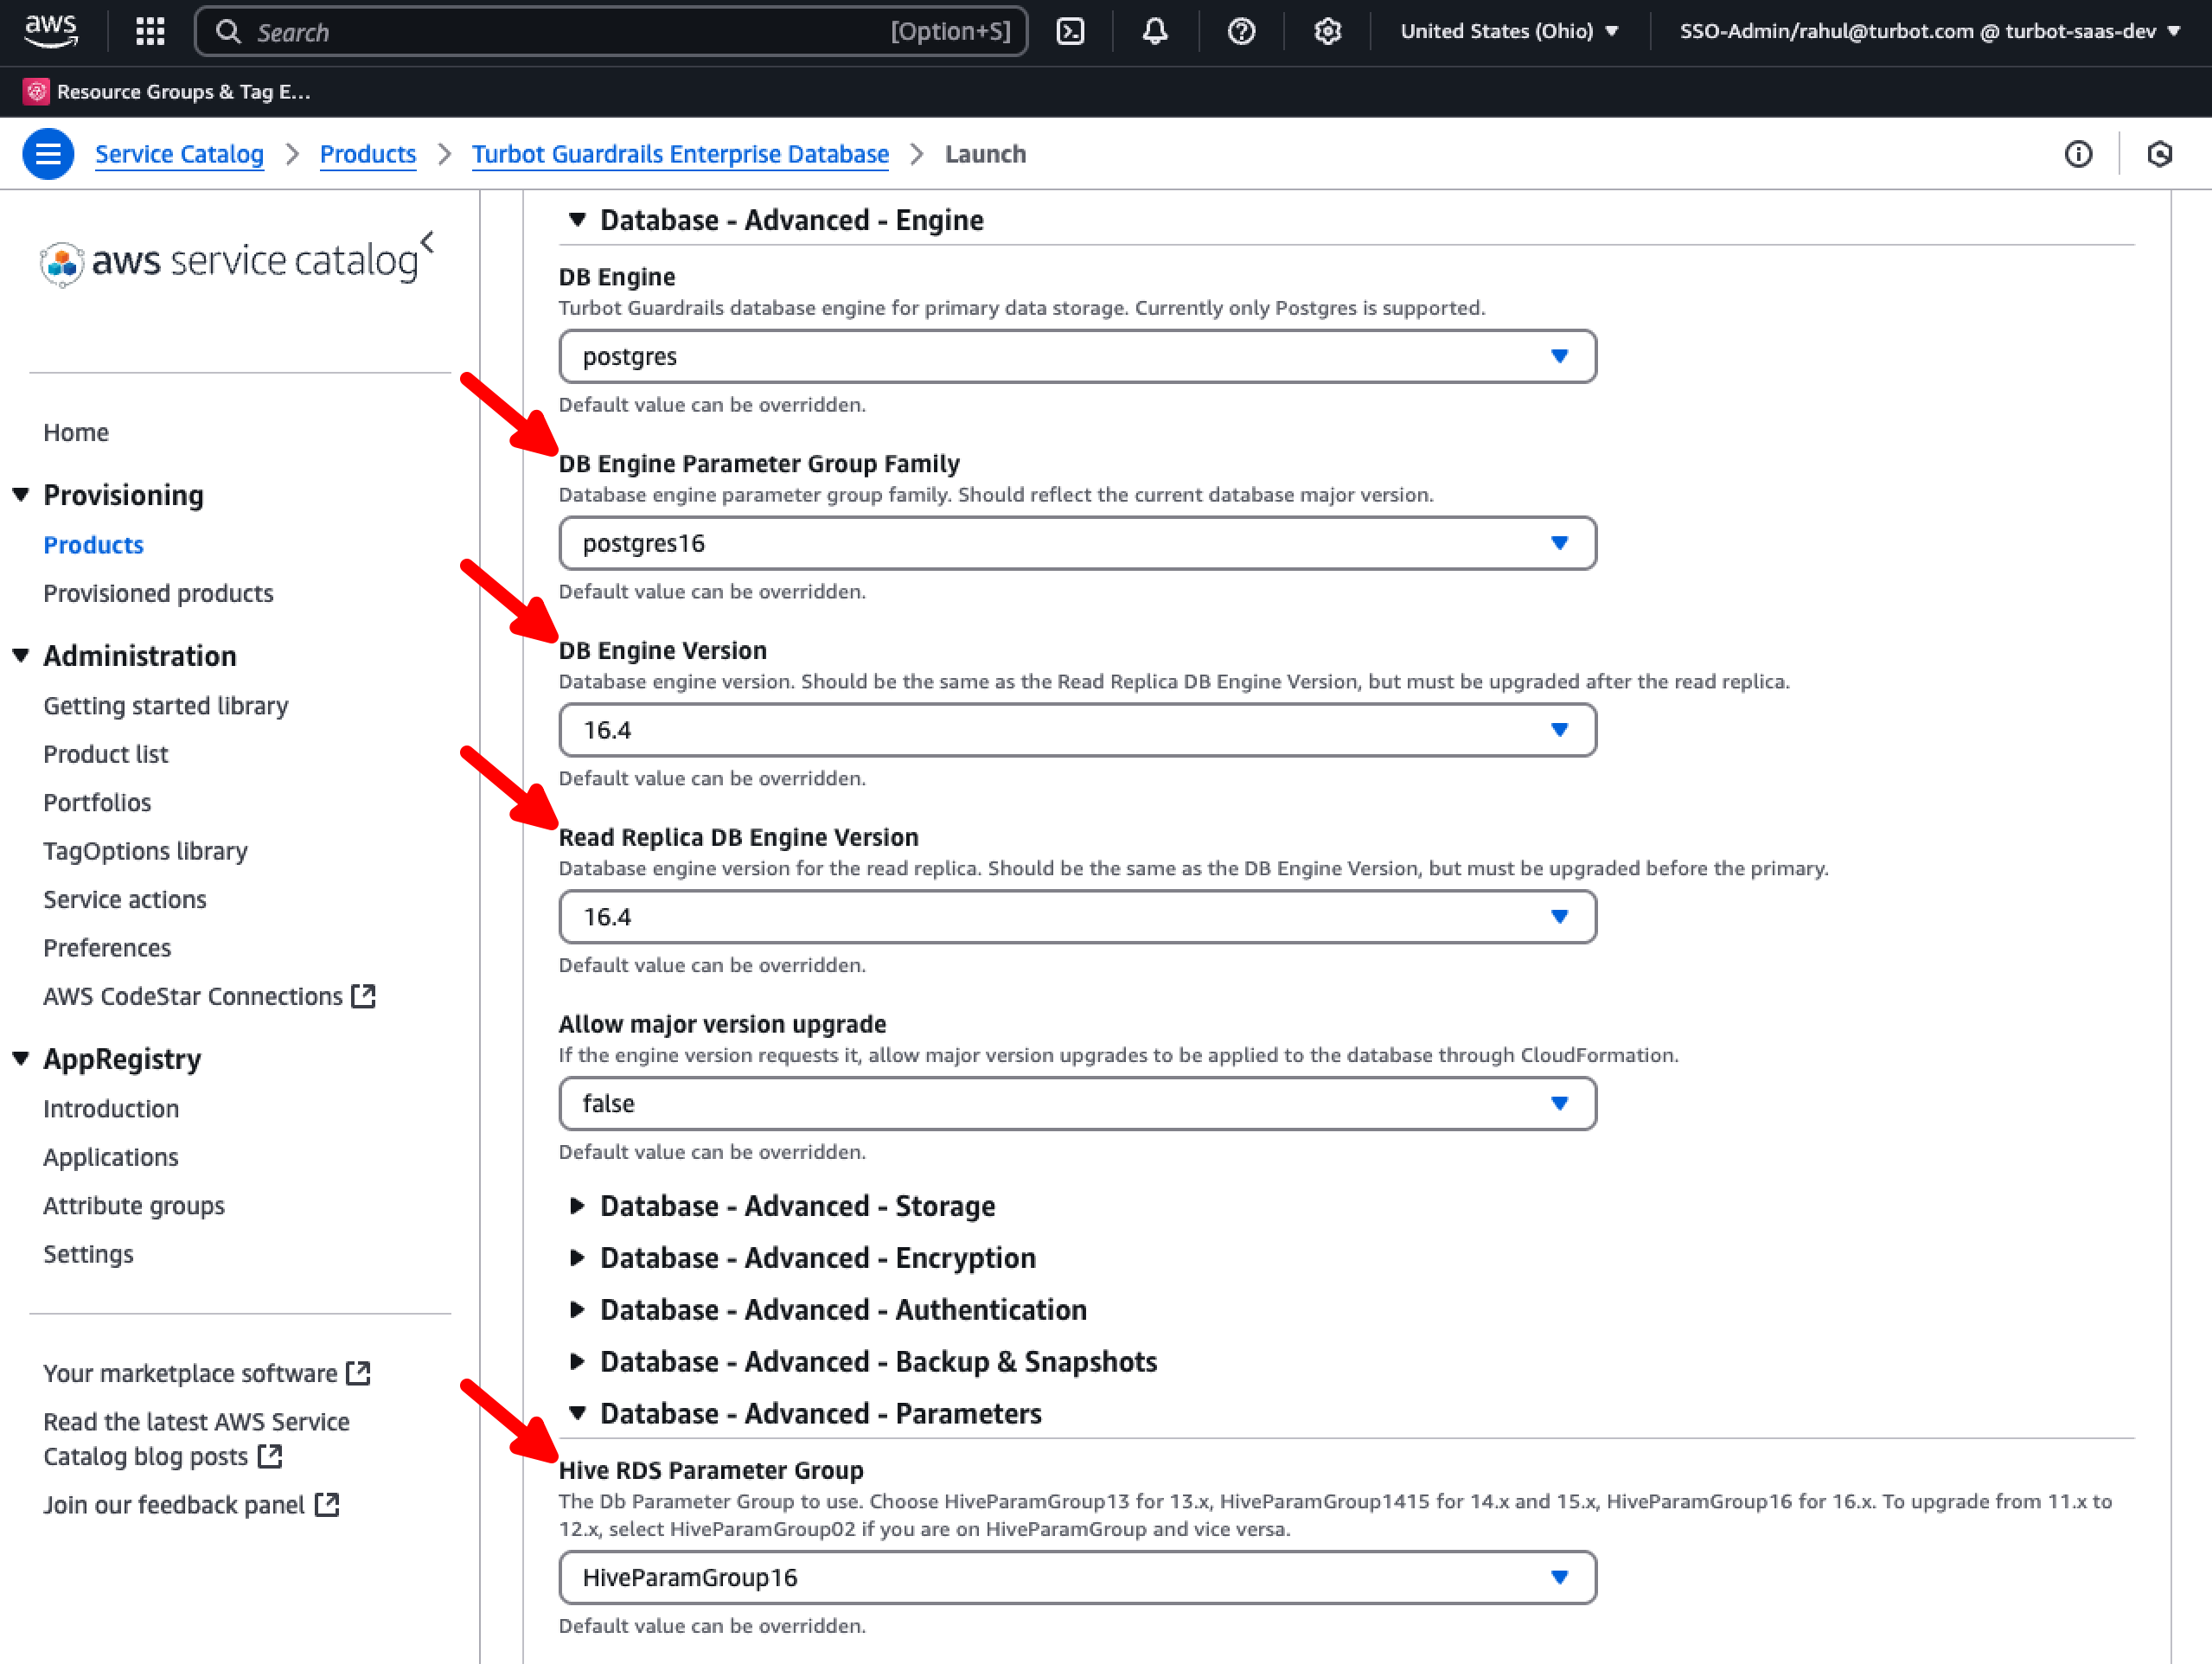 aws
Search
[Option+S]
United States (Ohio)
SSO-Admin/rahul@turbot.com @ turbot-saas-dev
Resource Groups & Tag E...
Service Catalog
Products
Turbot Guardrails Enterprise Database
Launch
aws service catalog
Home
Provisioning
Products
Provisioned products
Administration
Getting started library
Product list
Portfolios
TagOptions library
Service actions
Preferences
AWS CodeStar Connections
AppRegistry
Introduction
Applications
Attribute groups
Settings
Your marketplace software
Read the latest AWS Service
Catalog blog posts
Join our feedback panel
Database - Advanced - Engine
DB Engine
Turbot Guardrails database engine for primary data storage. Currently only Postgres is supported.
postgres
Default value can be overridden.
DB Engine Parameter Group Family
Database engine parameter group family. Should reflect the current database major version.
postgres16
Default value can be overridden.
DB Engine Version
Database engine version. Should be the same as the Read Replica DB Engine Version, but must be upgraded after the read replica.
16.4
Default value can be overridden.
Read Replica DB Engine Version
Database engine version for the read replica. Should be the same as the DB Engine Version, but must be upgraded before the primary.
16.4
Default value can be overridden.
Allow major version upgrade
If the engine version requests it, allow major version upgrades to be applied to the database through CloudFormation.
false
Default value can be overridden.
Database - Advanced - Storage
Database - Advanced - Encryption
Database - Advanced - Authentication
Database - Advanced - Backup & Snapshots
Database - Advanced - Parameters
Hive RDS Parameter Group
The Db Parameter Group to use. Choose HiveParamGroup13 for 13.x, HiveParamGroup1415 for 14.x and 15.x, HiveParamGroup16 for 16.x. To upgrade from 11.x to
12.x, select HiveParamGroup02 if you are on HiveParamGroup and vice versa.
HiveParamGroup16
Default value can be overridden.